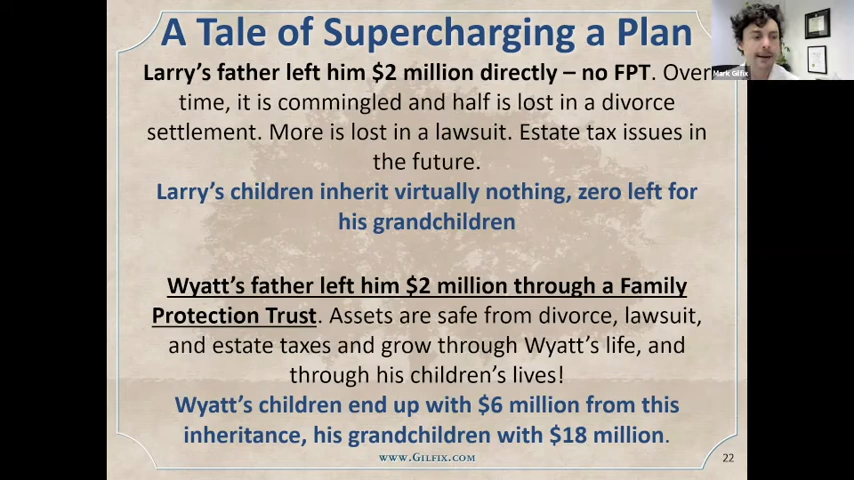 A Tale of Supercharging a Plan
Larry's father left him $2 million directly – no FPT. Over
time, it is commingled and half is lost in a divorce
settlement. More is lost in a lawsuit. Estate tax issues in
the future.
Larry's children inherit virtually nothing, zero left for
his grandchildren
Wyatt's father left him $2 million through a Family
Protection Trust. Assets are safe from divorce, lawsuit,
and estate taxes and grow through Wyatt's life, and
through his children's lives!
Wyatt's children end up with $6 million from this
inheritance, his grandchildren with $18 million.
www.Gilfix.com
22
Mark Gilfix